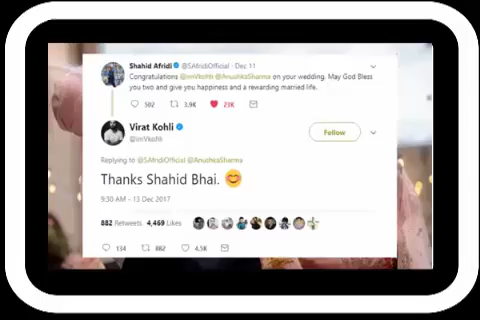 Shahid Afridi @SAfridiOfficial · Dec 11
Congratulations @imVkohli @AnushkaSharma on your wedding. May God Bless
you two and give you happiness and a rewarding married life.
502 3.9K 23K
Virat Kohli
@imVkohli
Follow
Replying to @SAfridiOfficial @AnushkaSharma
Thanks Shahid Bhai. 😊
9:30 AM - 13 Dec 2017
882 Retweets 4,469 Likes
134 882 4.5K